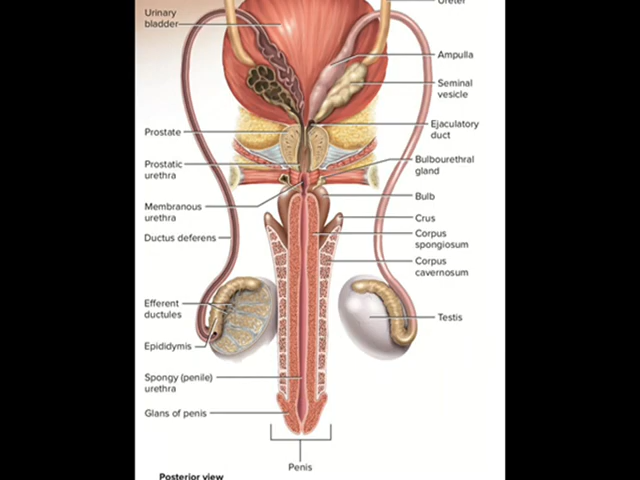 Ureter
Urinary
bladder
Ampulla
Seminal
vesicle
Ejaculatory
duct
Prostate
Bulbourethral
gland
Prostatic
urethra
Bulb
Membranous
urethra
Crus
Corpus
spongiosum
Ductus deferens
Corpus
cavernosum
Efferent
ductules
Testis
Epididymis
Spongy (penile)
urethra
Glans of penis
Penis
Posterior view